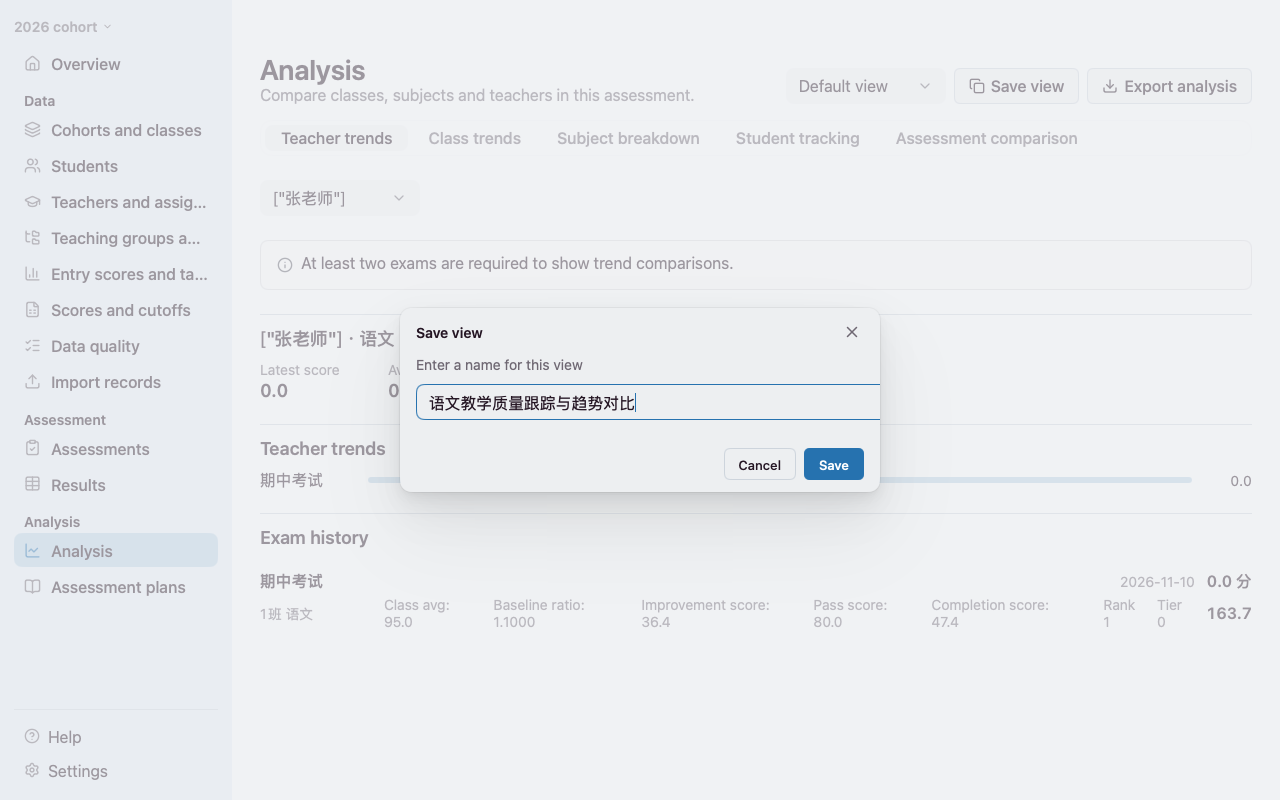 2026 cohort
Overview
Data
Cohorts and classes
Students
Teachers and assig...
Teaching groups a...
Entry scores and ta...
Scores and cutoffs
Data quality
Import records
Assessment
Assessments
Results
Analysis
Analysis
Assessment plans
Help
Settings
Analysis
Compare classes, subjects and teachers in this assessment.
Default view
Save view
Export analysis
Teacher trends
Class trends
Subject breakdown
Student tracking
Assessment comparison
["张老师"]
At least two exams are required to show trend comparisons.
["张老师"] · 语文
Latest score
0.0
Save view
Enter a name for this view
语文教学质量跟踪与趋势对比
Cancel
Save
Teacher trends
期中考试
0.0
Exam history
期中考试
2026-11-10 0.0 分
1班 语文
Class avg:
95.0
Baseline ratio:
1.1000
Improvement score:
36.4
Pass score:
80.0
Completion score:
47.4
Rank
1
Tier
0
163.7